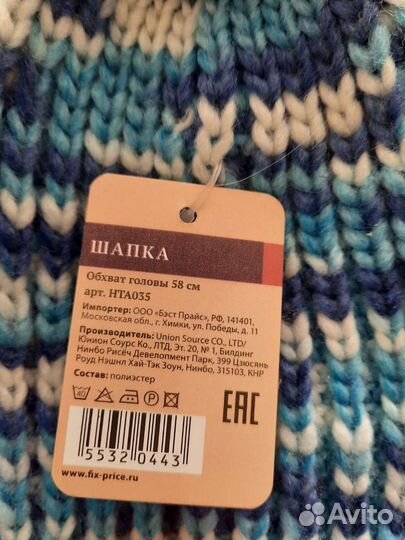 ШАПКА
Обхват головы 58 см
арт. НТА035
Импортер: ООО «Бэст Прайс», РФ, 141401,
Московская обл., г. Химки, ул. Победы, д. 11
Производитель: Union Source CO., LTD/
Юнион Соурс Ко., ЛТД, Эт. 20, № 1, Билдинг
Нинбо Рисёч Девелопмент Парк, 399 Цзюсянь
Роуд Нэшнл Хай-Тэк Зоун, Нинбо, 315103, КНР
Состав: полиэстер
40
P
EAC
5532 0443
www.fix-price.ru
Avito